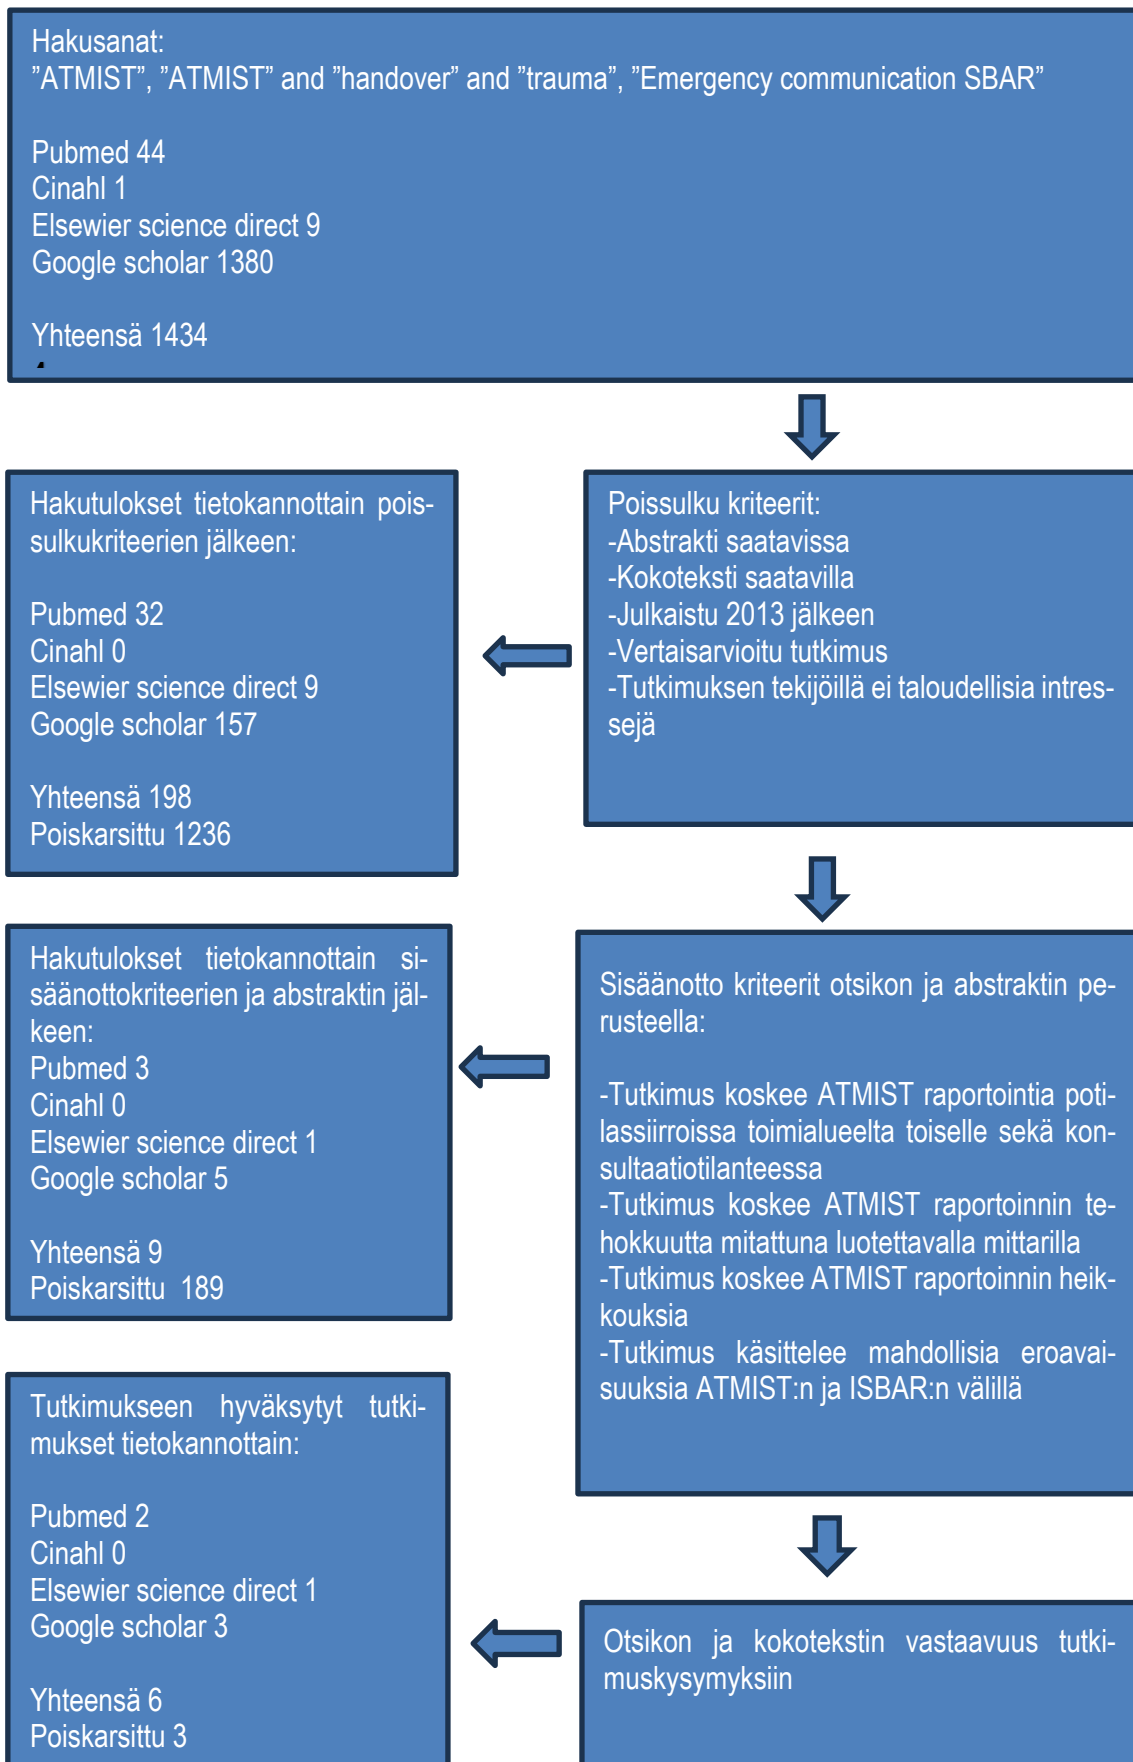 Hakusanat:
”ATMIST”, ”ATMIST” and ”handover” and ”trauma”, ”Emergency communication SBAR”
Pubmed 44
Cinahl 1
Elsewier science direct 9
Google scholar 1380
Yhteensä 1434
Poissulku kriteerit:
-Abstrakti saatavissa
-Kokoteksti saatavilla
-Julkaistu 2013 jälkeen
-Vertaisarvioitu tutkimus
-Tutkimuksen tekijöillä ei taloudellisia intres-
sejä
Hakutulokset tietokannottain pois-
sulkukriteerien jälkeen:
Pubmed 32
Cinahl 0
Elsewier science direct 9
Google scholar 157
Yhteensä 198
Poiskarsittu 1236
Sisäänotto kriteerit otsikon ja abstraktin pe-
rusteella:
-Tutkimus koskee ATMIST raportointia poti-
lassiirroissa toimialueelta toiselle sekä kon-
sultaatiotilanteessa
-Tutkimus koskee ATMIST raportoinnin te-
hokkuutta mitattuna luotettavalla mittarilla
-Tutkimus koskee ATMIST raportoinnin heik-
kouksia
-Tutkimus käsittelee mahdollisia eroavai-
suuksia ATMIST:n ja ISBAR:n välillä
Hakutulokset tietokannottain si-
säänottokriteerien ja abstraktin jäl-
keen:
Pubmed 3
Cinahl 0
Elsewier science direct 1
Google scholar 5
Yhteensä 9
Poiskarsittu 189
Otsikon ja kokotekstin vastaavuus tutki-
muskysymyksiin
Tutkimukseen hyväksytyt tutki-
mukset tietokannottain:
Pubmed 2
Cinahl 0
Elsewier science direct 1
Google scholar 3
Yhteensä 6
Poiskarsittu 3